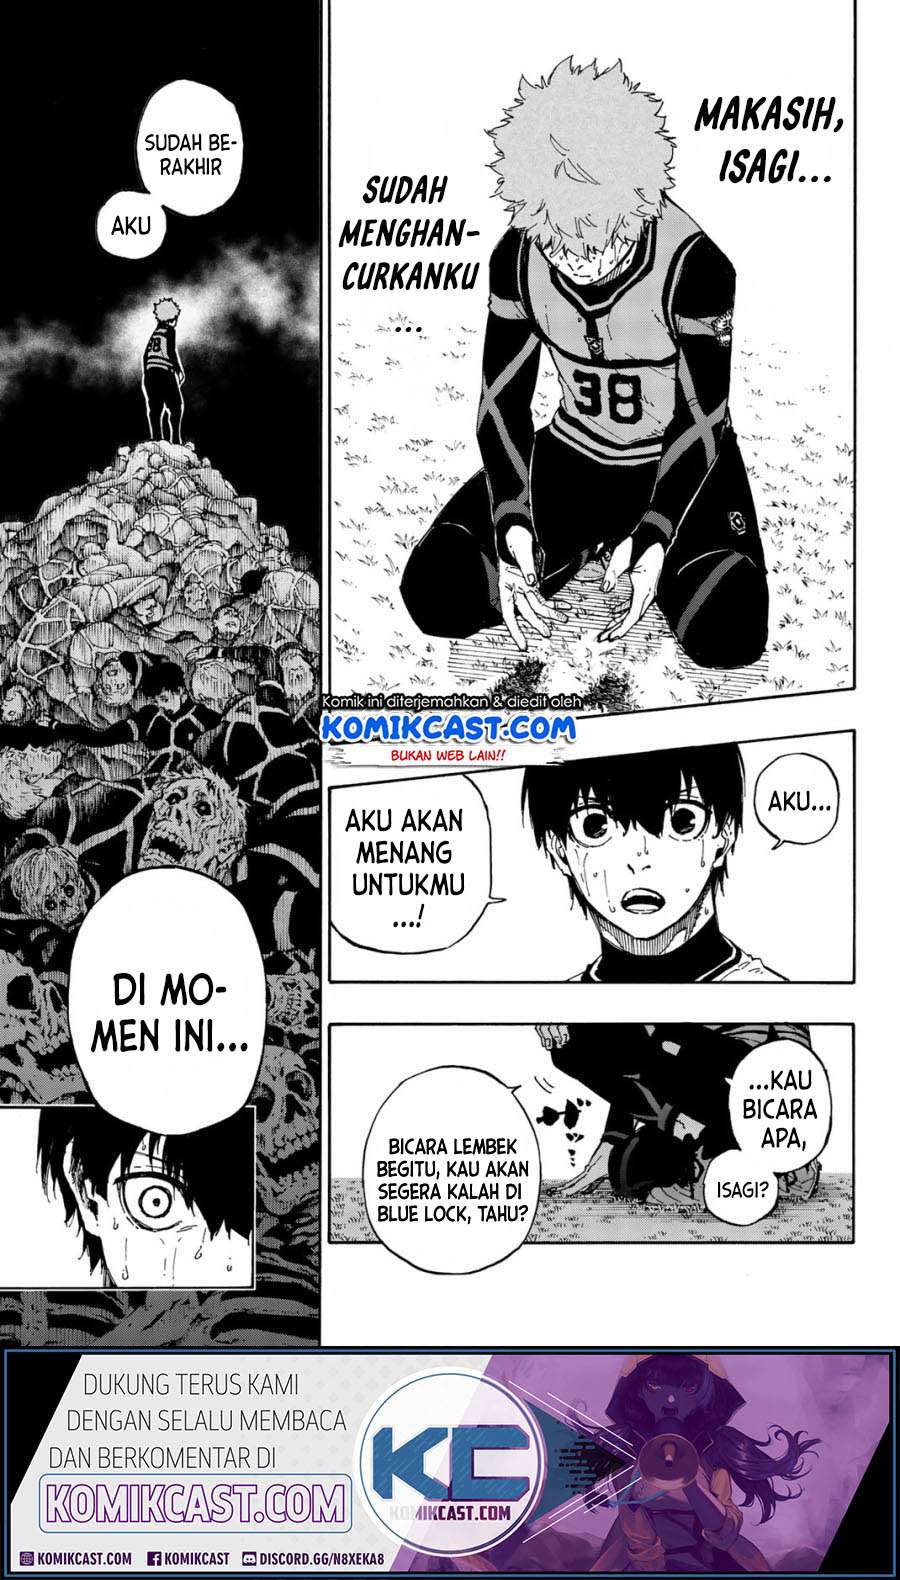 MAKASIH,
ISAGI...
SUDAH
MENGHAN-
CURKANKU
...
38
Komik ini diterjemahkan & diedit oleh
KOMIKCAST.COM
BUKAN WEB LAIN!!
AKU...
AKU AKAN
MENANG
UNTUKMU
...!
...KAU
BICARA
APA,
ISAGI?
BICARA LEMBEK
BEGITU, KAU AKAN
SEGERA KALAH DI
BLUE LOCK, TAHU?
SUDAH BE-
RAKHIR
AKU
38
DI MO-
MEN INI...
DUKUNG TERUS KAMI
DENGAN SELALU MEMBACA
DAN BERKOMENTAR DI
KOMIKCAST.COM
KOMIKCAST.COM KOMIKCAST DISCORD.GG/N8XEKA8
KC
KOMIKCAST.COM